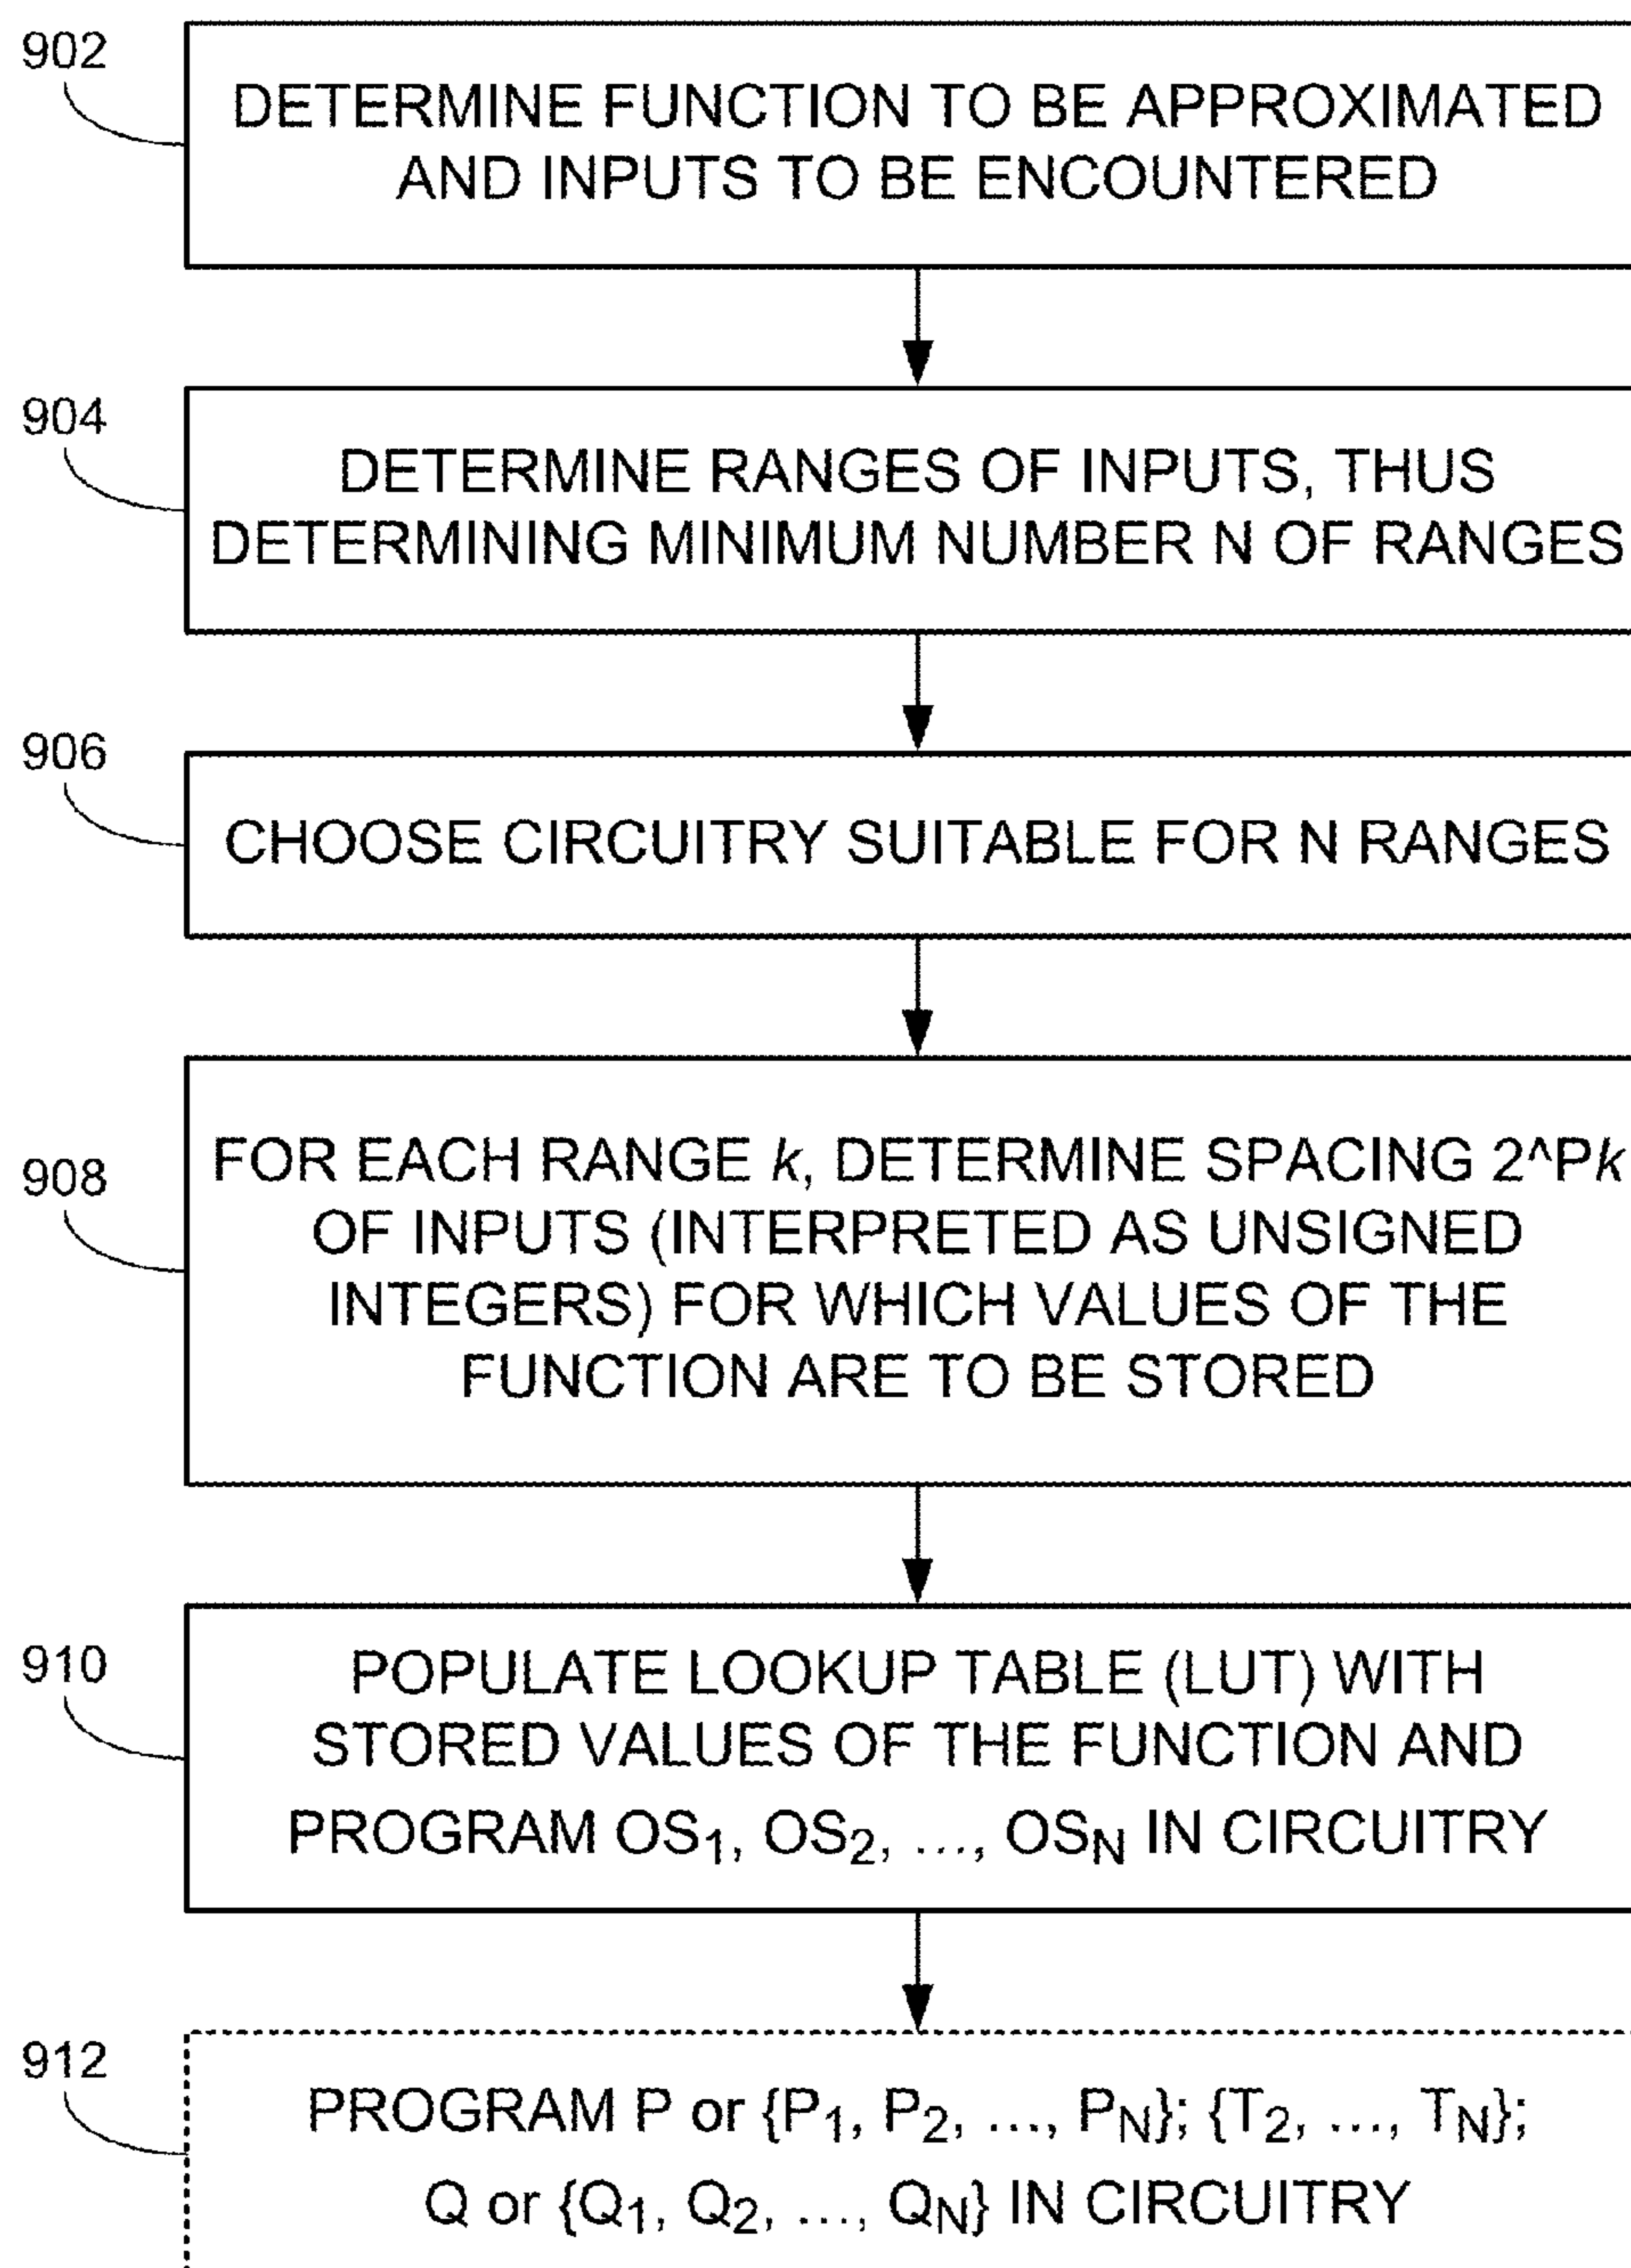 902
DETERMINE FUNCTION TO BE APPROXIMATED
AND INPUTS TO BE ENCOUNTERED
904
DETERMINE RANGES OF INPUTS, THUS
DETERMINING MINIMUM NUMBER N OF RANGES
906
CHOOSE CIRCUITRY SUITABLE FOR N RANGES
908
FOR EACH RANGE k, DETERMINE SPACING 2^Pk
OF INPUTS (INTERPRETED AS UNSIGNED
INTEGERS) FOR WHICH VALUES OF THE
FUNCTION ARE TO BE STORED
910
POPULATE LOOKUP TABLE (LUT) WITH
STORED VALUES OF THE FUNCTION AND
PROGRAM OS₁, OS₂, ..., OS_N IN CIRCUITRY
912
PROGRAM P or {P₁, P₂, ..., P_N}; {T₂, ..., T_N};
Q or {Q₁, Q₂, ..., Q_N} IN CIRCUITRY